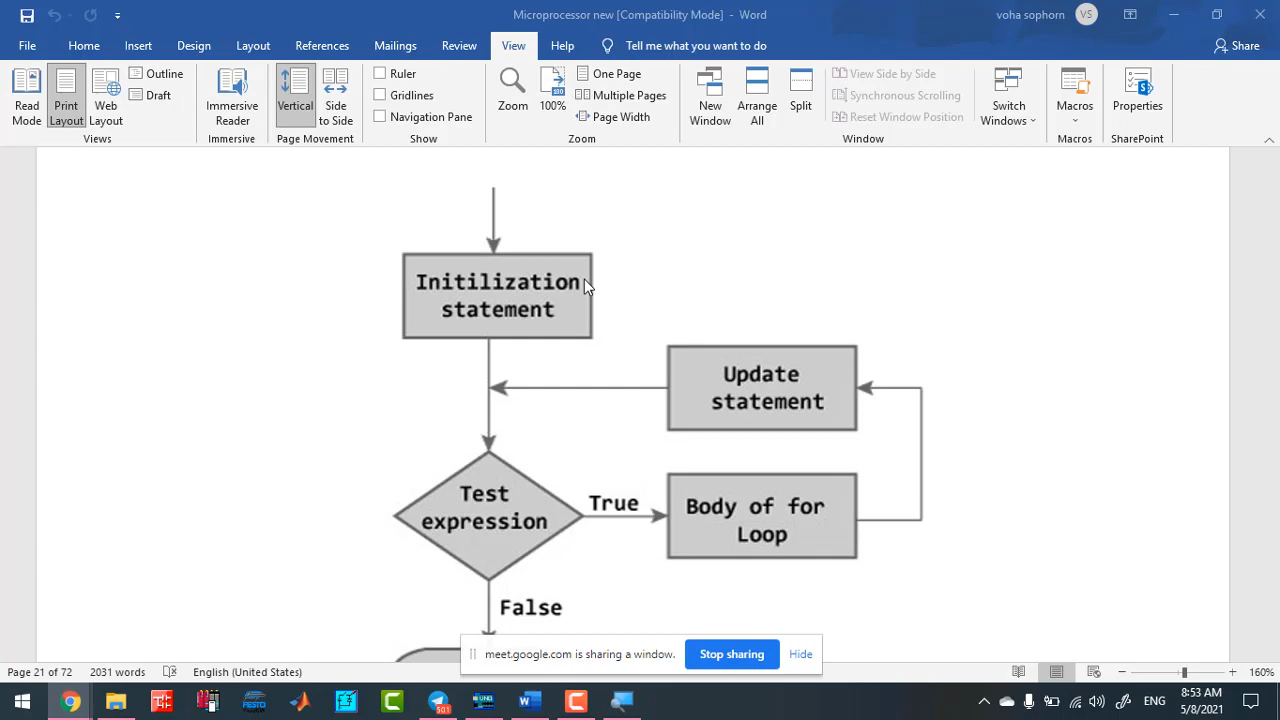 Microprocessor new [Compatibility Mode] - Word
voha sophorn
VS
File
Home
Insert
Design
Layout
References
Mailings
Review
View
Help
Tell me what you want to do
Share
Read
Mode
Print
Layout
Web
Layout
Outline
Draft
Views
Immersive
Reader
Immersive
Vertical
Side
to Side
Page Movement
Ruler
Gridlines
Navigation Pane
Show
Zoom
100%
One Page
Multiple Pages
Page Width
Zoom
New
Window
Arrange
All
Split
View Side by Side
Synchronous Scrolling
Reset Window Position
Switch
Windows
Window
Macros
Macros
Properties
SharePoint
Initilization
statement
Update
statement
Test
expression
True
Body of for
Loop
False
meet.google.com is sharing a window.
Stop sharing
Hide
Page 21 of 72
2031 words
English (United States)
160%
ENG
8:53 AM
5/8/2021